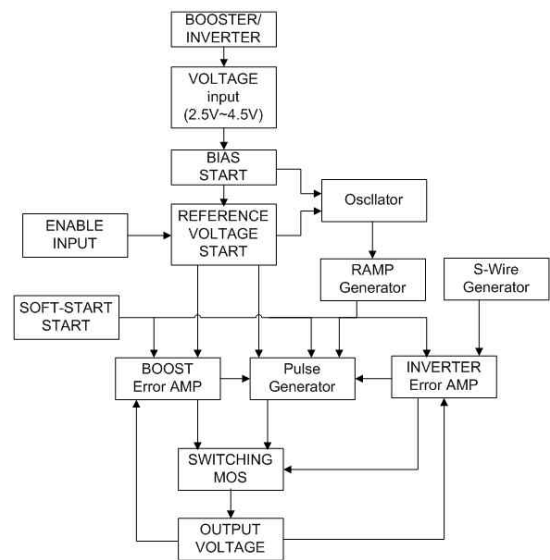 BOOSTER/
INVERTER
VOLTAGE
input
(2.5V~4.5V)
BIAS
START
Oscllator
REFERENCE
VOLTAGE
START
ENABLE
INPUT
RAMP
Generator
S-Wire
Generator
SOFT-START
START
BOOST
Error AMP
Pulse
Generator
INVERTER
Error AMP
SWITCHING
MOS
OUTPUT
VOLTAGE